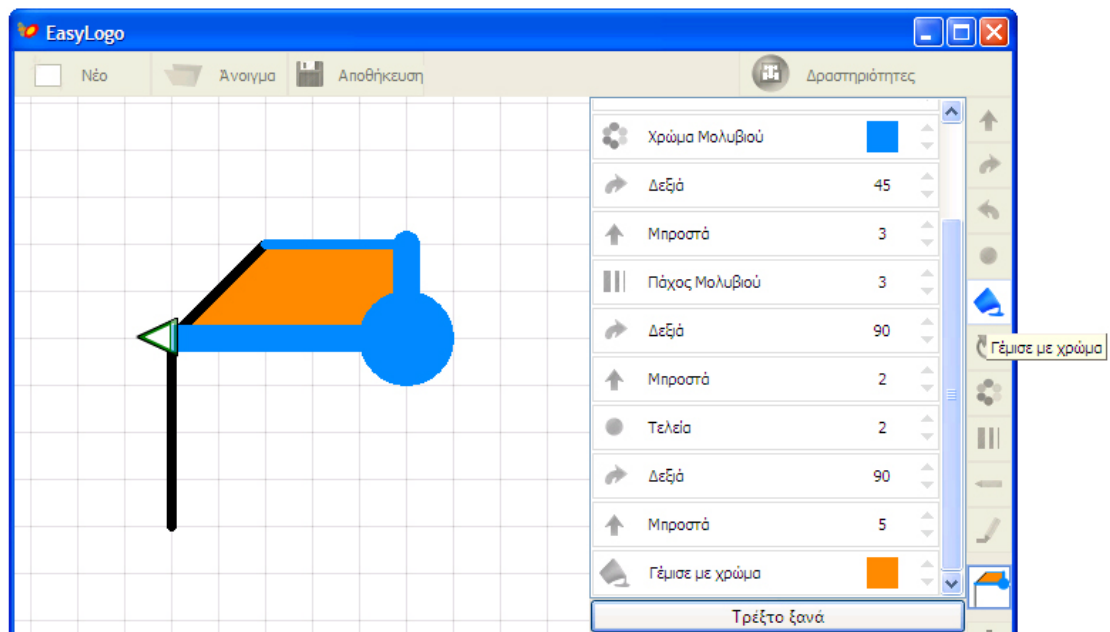 EasyLogo
Νέο Άνοιγμα Αποθήκευση Δραστηριότητες
Χρώμα Μολυβιού
Δεξιά 45
Μπροστά 3
Πάχος Μολυβιού 3
Δεξιά 90
Μπροστά 2
Τελεία 2
Δεξιά 90
Μπροστά 5
Γέμισε με χρώμα
Τρέξτο ξανά
Γέμισε με χρώμα